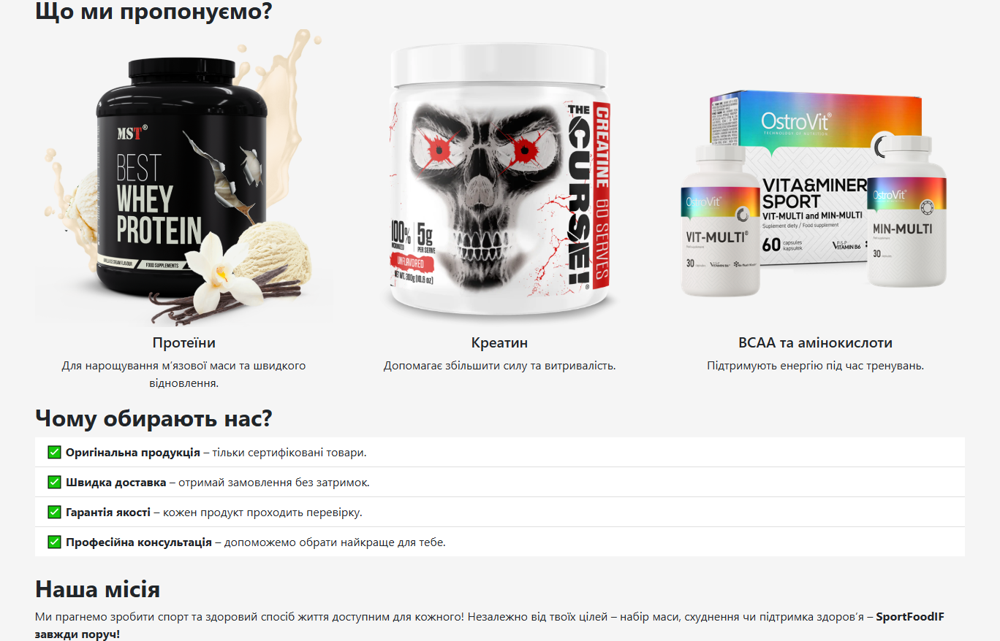 Що ми пропонуємо?
MST®
BEST
WHEY
PROTEIN
FOOD SUPPLEMENTS
THE
CURSE!
CREATINE 60 SERVES
100%
5g
PER SERVE
UNFLAVORED
NET WT. 300g (10.6 oz)
OstroVit®
TECHNOLOGY OF NUTRITION
VITA&MINER
SPORT
VIT-MULTI and MIN-MULTI
Suplement diety / Food supplement
60 capsules
kapsułek
P-5-P
VITAMIN B6
OstroVit
VIT-MULTI®
30
VITAMIN B6
OstroVit
MIN-MULTI
30
Протеїни
Для нарощування м’язової маси та швидкого
відновлення.
Креатин
Допомагає збільшити силу та витривалість.
BCAA та амінокислоти
Підтримують енергію під час тренувань.
Чому обирають нас?
✅ Оригінальна продукція – тільки сертифіковані товари.
✅ Швидка доставка – отримай замовлення без затримок.
✅ Гарантія якості – кожен продукт проходить перевірку.
✅ Професійна консультація – допоможемо обрати найкраще для тебе.
Наша місія
Ми прагнемо зробити спорт та здоровий спосіб життя доступним для кожного! Незалежно від твоїх цілей – набір маси, схуднення чи підтримка здоров’я – SportFoodIF
завжди поруч!